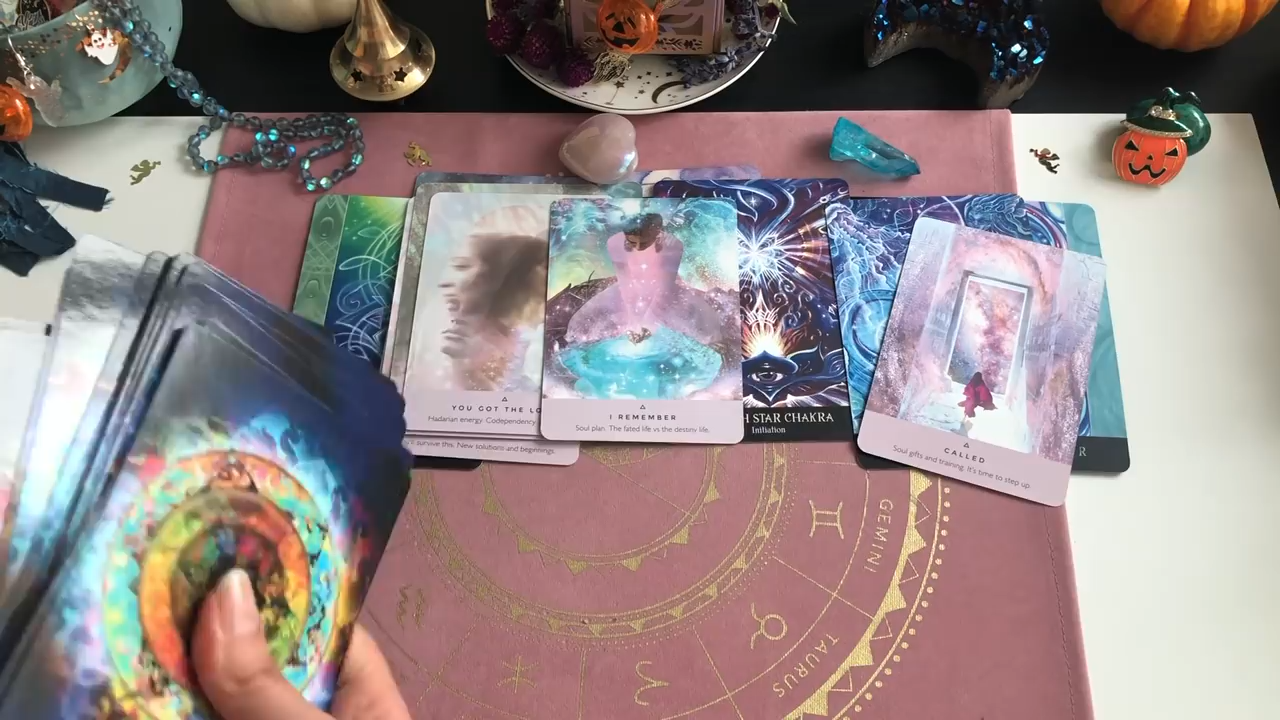 YOU GOT THE LO
Hadarian energy. Codependency
survive this. New solutions and beginnings.
I REMEMBER
Soul plan. The fated life vs the destiny life.
H STAR CHAKRA
Initiation
CALLED
Soul gifts and training. It's time to step up.
R
GEMINI
TAURUS